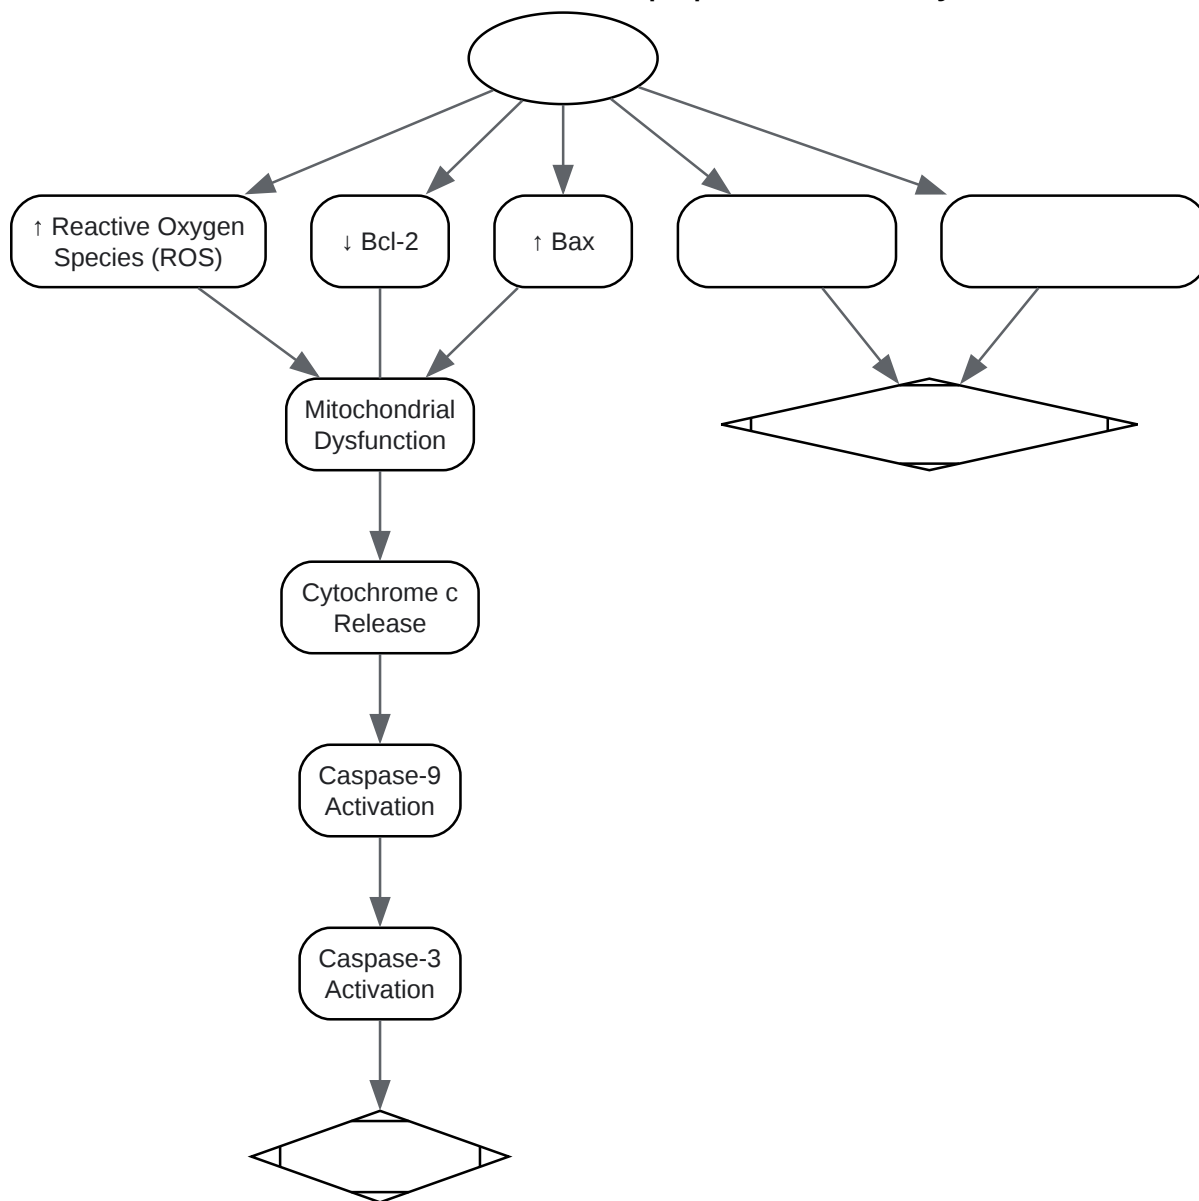 ↑ Reactive Oxygen
Species (ROS)
↓ Bcl-2
↑ Bax
Mitochondrial
Dysfunction
Cytochrome c
Release
Caspase-9
Activation
Caspase-3
Activation